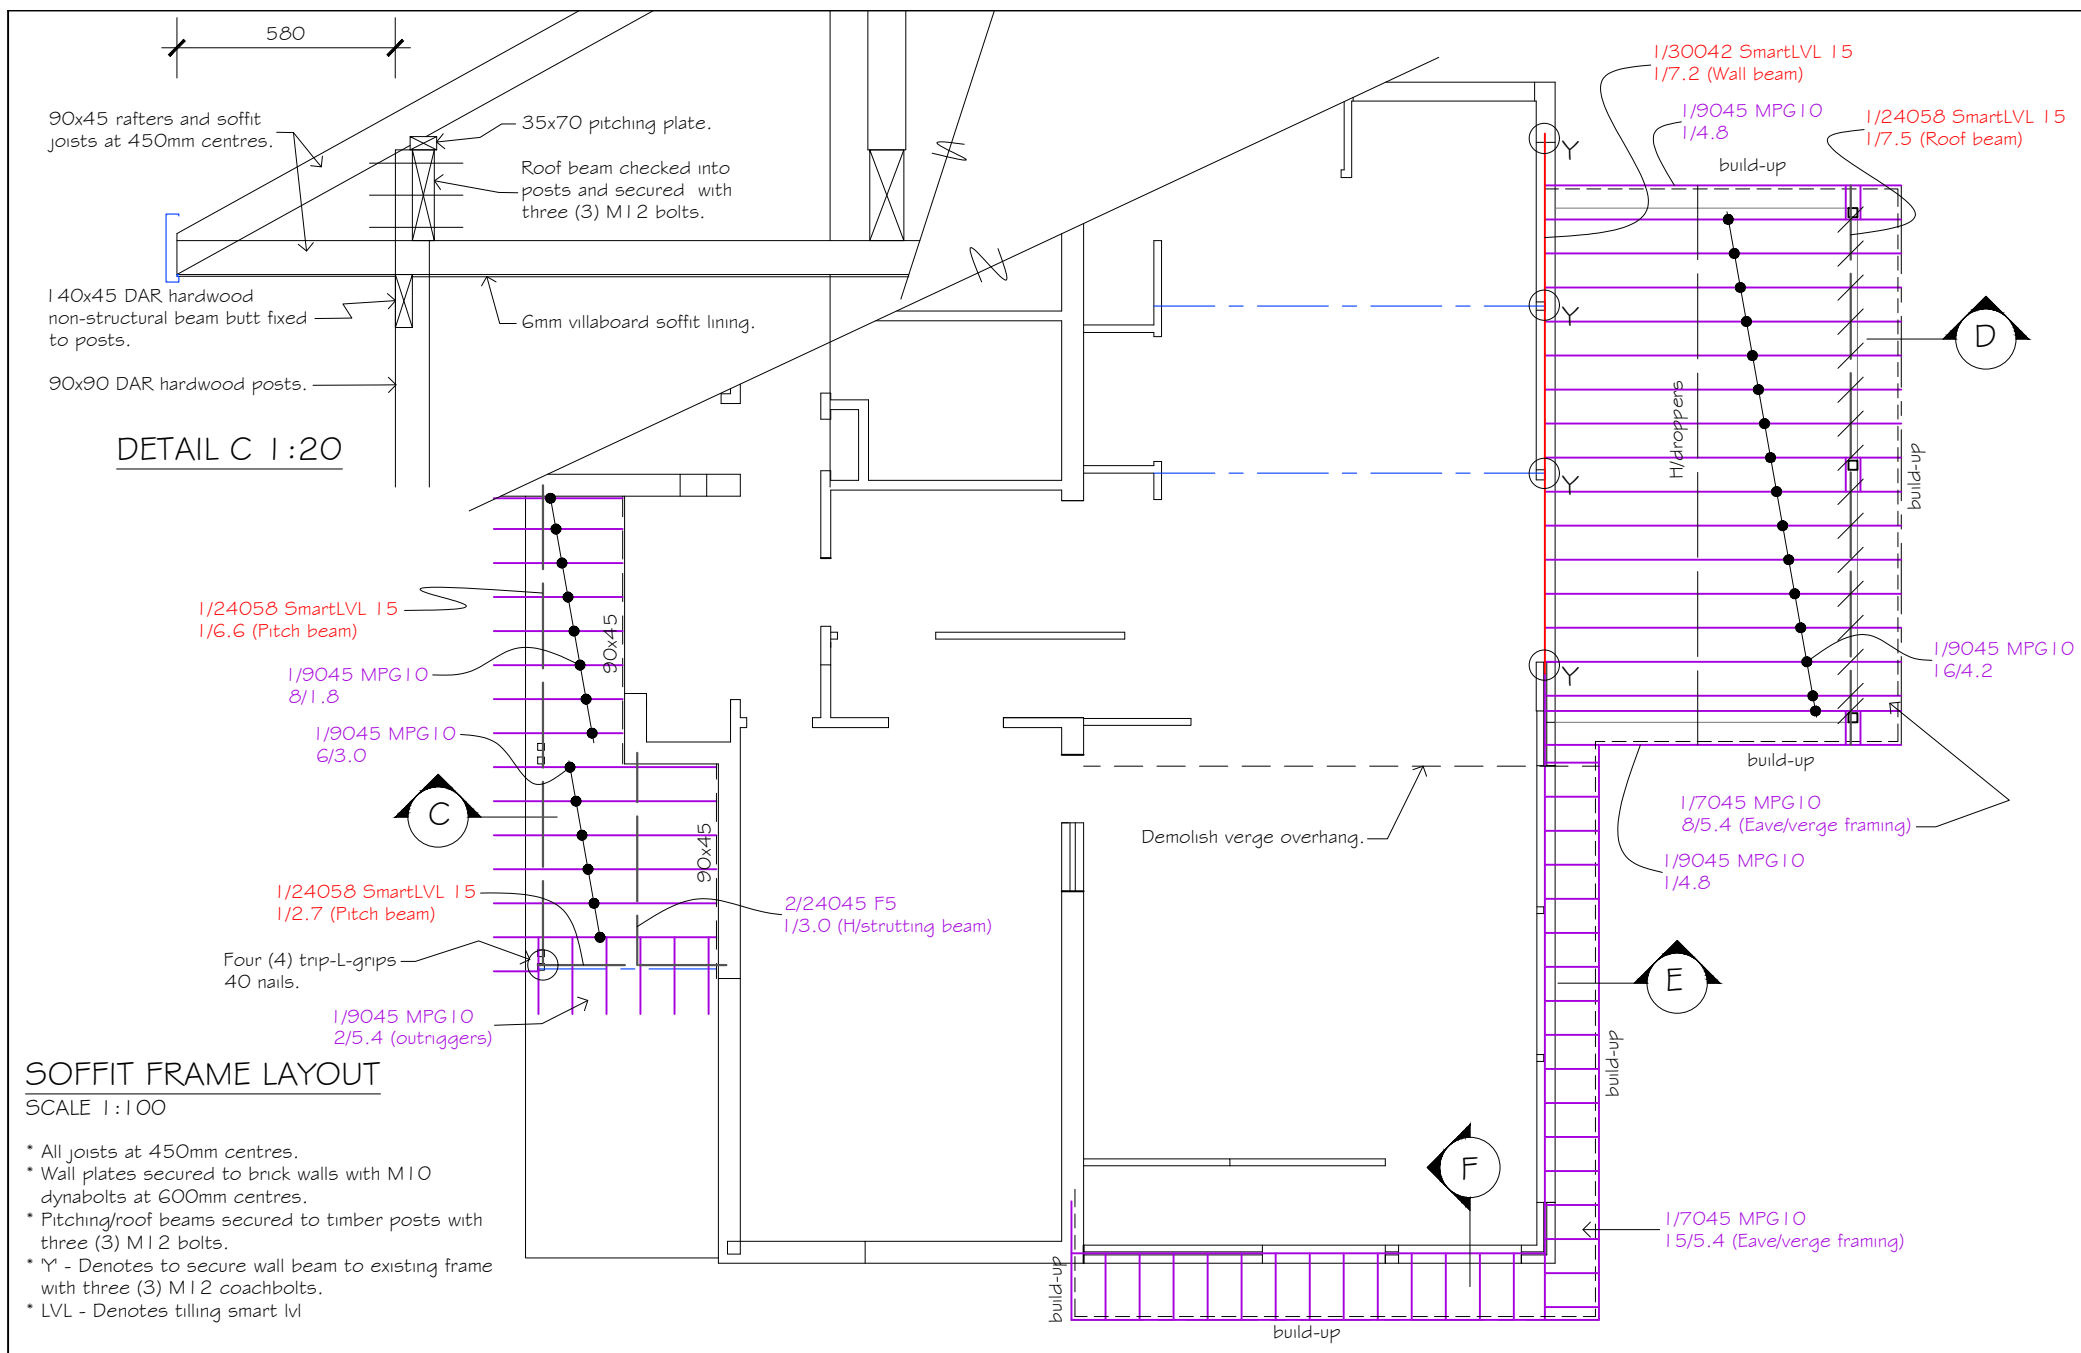 580
90x45 rafters and soffit
joists at 450mm centres.
35x70 pitching plate.
Roof beam checked into
posts and secured with
three (3) M12 bolts.
140x45 DAR hardwood
non-structural beam butt fixed
to posts.
6mm villaboard soffit lining.
90x90 DAR hardwood posts.
DETAIL C 1:20
1/30042 SmartLVL 15
1/7.2 (Wall beam)
1/9045 MPG10
1/4.8
build-up
1/24058 SmartLVL 15
1/7.5 (Roof beam)
Y
Y
Y
Y
D
H/droppers
build-up
1/9045 MPG10
16/4.2
build-up
1/7045 MPG10
8/5.4 (Eave/verge framing)
1/9045 MPG10
1/4.8
1/24058 SmartLVL 15
1/6.6 (Pitch beam)
90x45
1/9045 MPG10
8/1.8
1/9045 MPG10
6/3.0
C
90x45
Demolish verge overhang.
1/24058 SmartLVL 15
1/2.7 (Pitch beam)
2/24045 F5
1/3.0 (H/strutting beam)
Four (4) trip-L-grips
40 nails.
1/9045 MPG10
2/5.4 (outriggers)
E
build-up
F
1/7045 MPG10
15/5.4 (Eave/verge framing)
build-up
build-up
SOFFIT FRAME LAYOUT
SCALE 1:100
* All joists at 450mm centres.
* Wall plates secured to brick walls with M10
dynabolts at 600mm centres.
* Pitching/roof beams secured to timber posts with
three (3) M12 bolts.
* 'Y' - Denotes to secure wall beam to existing frame
with three (3) M12 coachbolts.
* LVL - Denotes tilling smart lvl